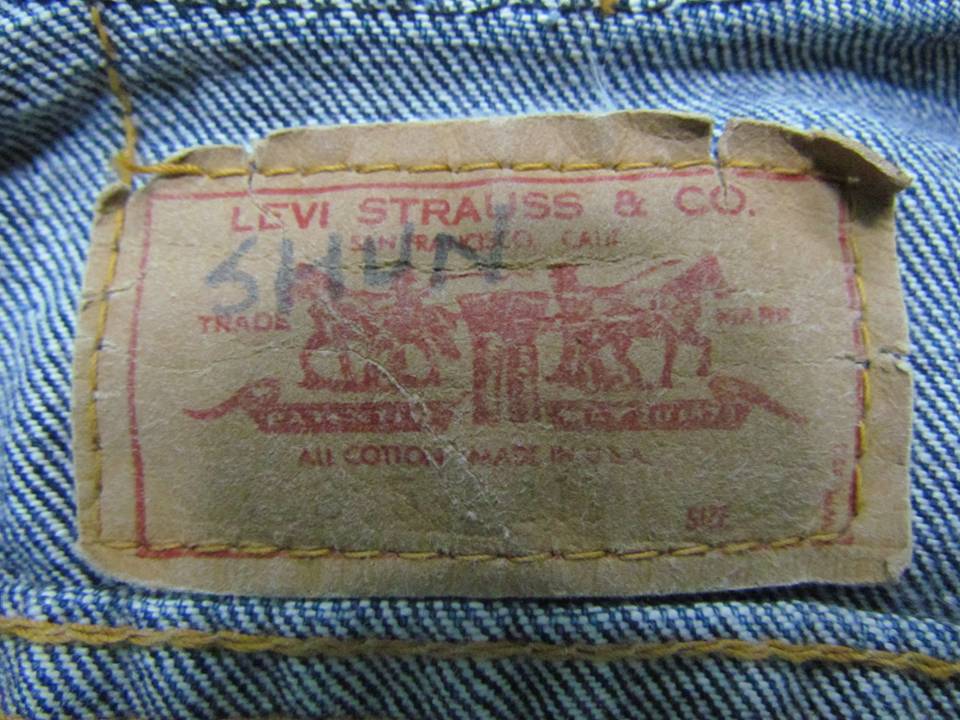 LEVI STRAUSS & CO.
SAN FRANCISCO, CALIF.
SHUN
TRADE MARK
ALL COTTON MADE IN U.S.A.
SIZE